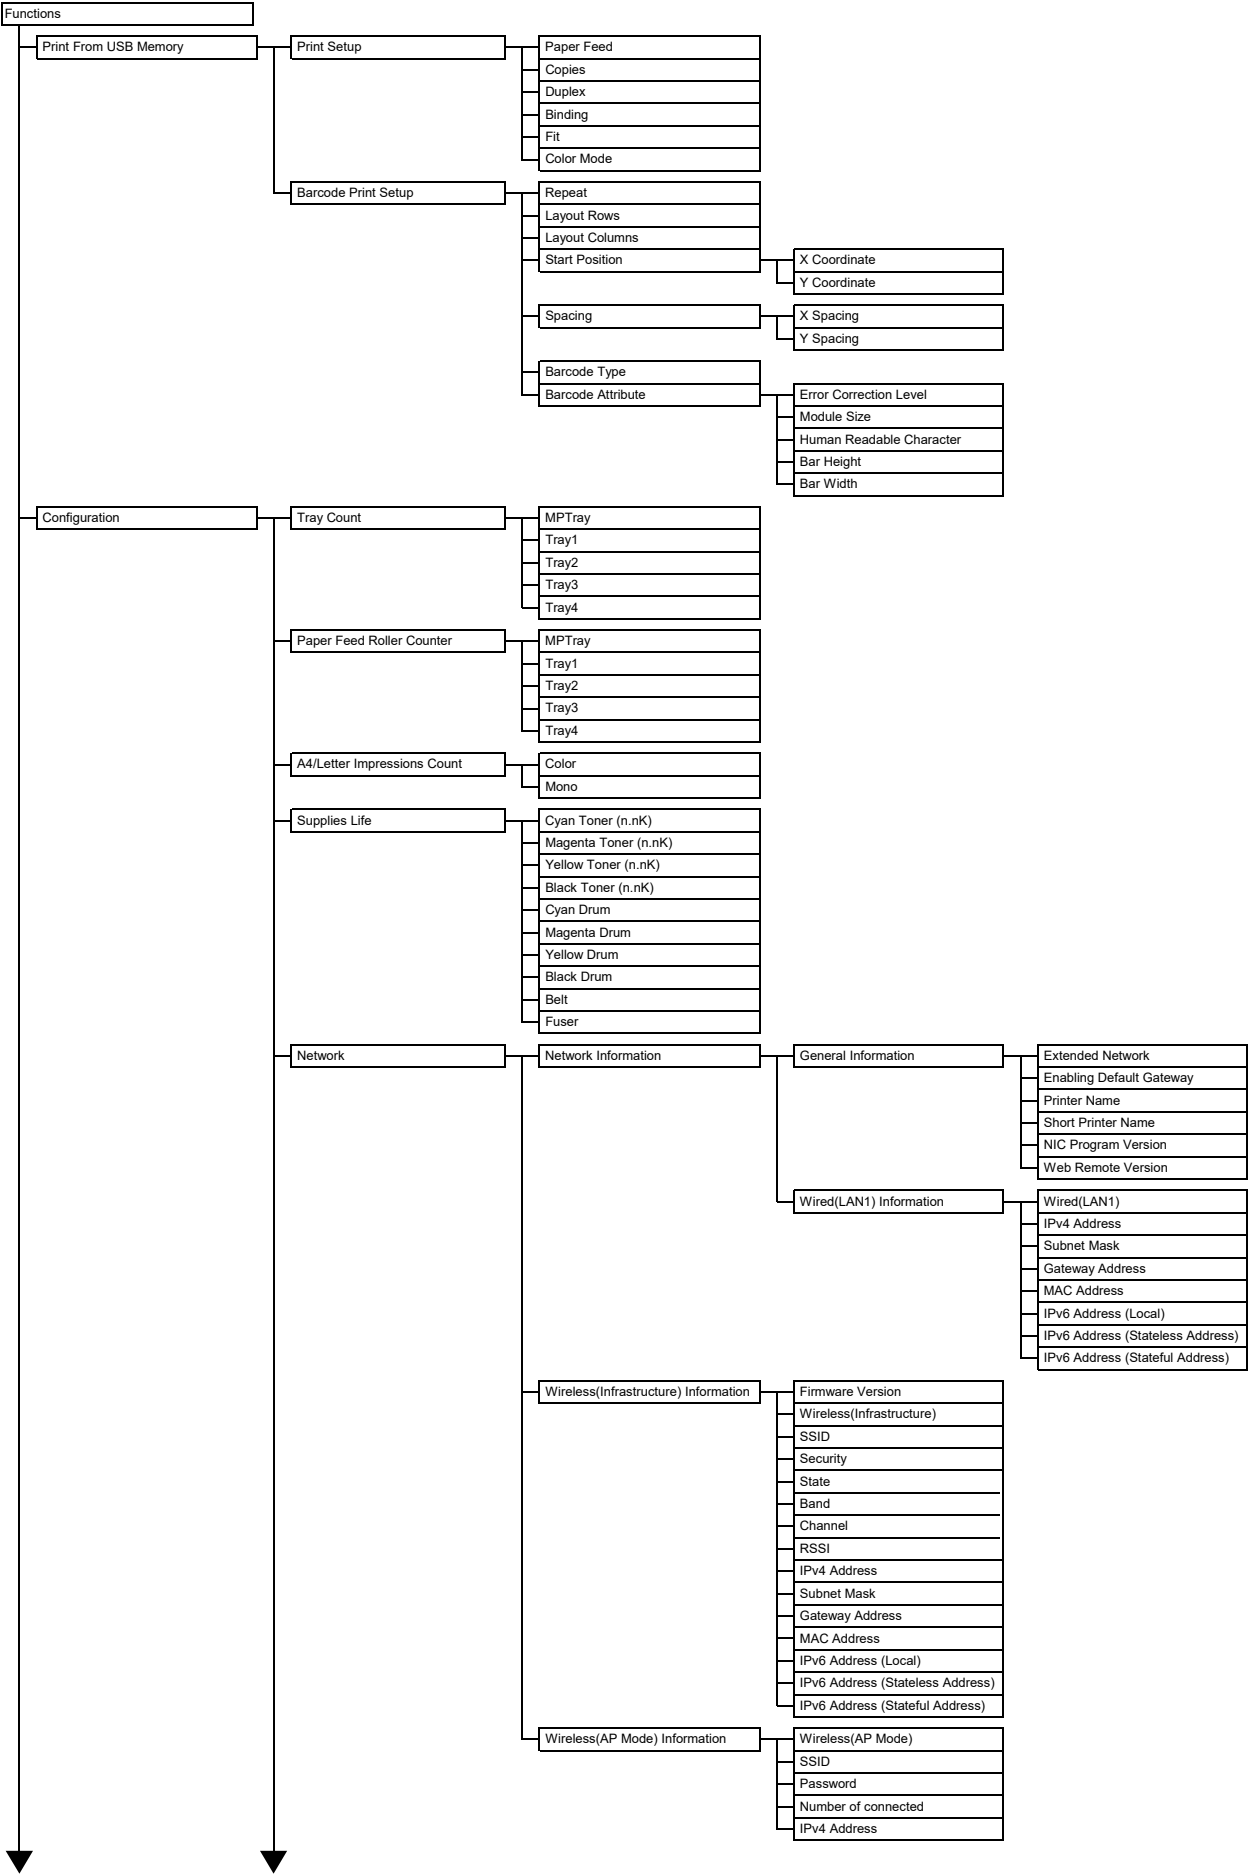 Functions
Print From USB Memory
Print Setup
Paper Feed
Copies
Duplex
Binding
Fit
Color Mode
Barcode Print Setup
Repeat
Layout Rows
Layout Columns
Start Position
X Coordinate
Y Coordinate
Spacing
X Spacing
Y Spacing
Barcode Type
Barcode Attribute
Error Correction Level
Module Size
Human Readable Character
Bar Height
Bar Width
Configuration
Tray Count
MPTray
Tray1
Tray2
Tray3
Tray4
Paper Feed Roller Counter
MPTray
Tray1
Tray2
Tray3
Tray4
A4/Letter Impressions Count
Color
Mono
Supplies Life
Cyan Toner (n.nK)
Magenta Toner (n.nK)
Yellow Toner (n.nK)
Black Toner (n.nK)
Cyan Drum
Magenta Drum
Yellow Drum
Black Drum
Belt
Fuser
Network
Network Information
General Information
Extended Network
Enabling Default Gateway
Printer Name
Short Printer Name
NIC Program Version
Web Remote Version
Wired(LAN1) Information
Wired(LAN1)
IPv4 Address
Subnet Mask
Gateway Address
MAC Address
IPv6 Address (Local)
IPv6 Address (Stateless Address)
IPv6 Address (Stateful Address)
Wireless(Infrastructure) Information
Firmware Version
Wireless(Infrastructure)
SSID
Security
State
Band
Channel
RSSI
IPv4 Address
Subnet Mask
Gateway Address
MAC Address
IPv6 Address (Local)
IPv6 Address (Stateless Address)
IPv6 Address (Stateful Address)
Wireless(AP Mode) Information
Wireless(AP Mode)
SSID
Password
Number of connected
IPv4 Address